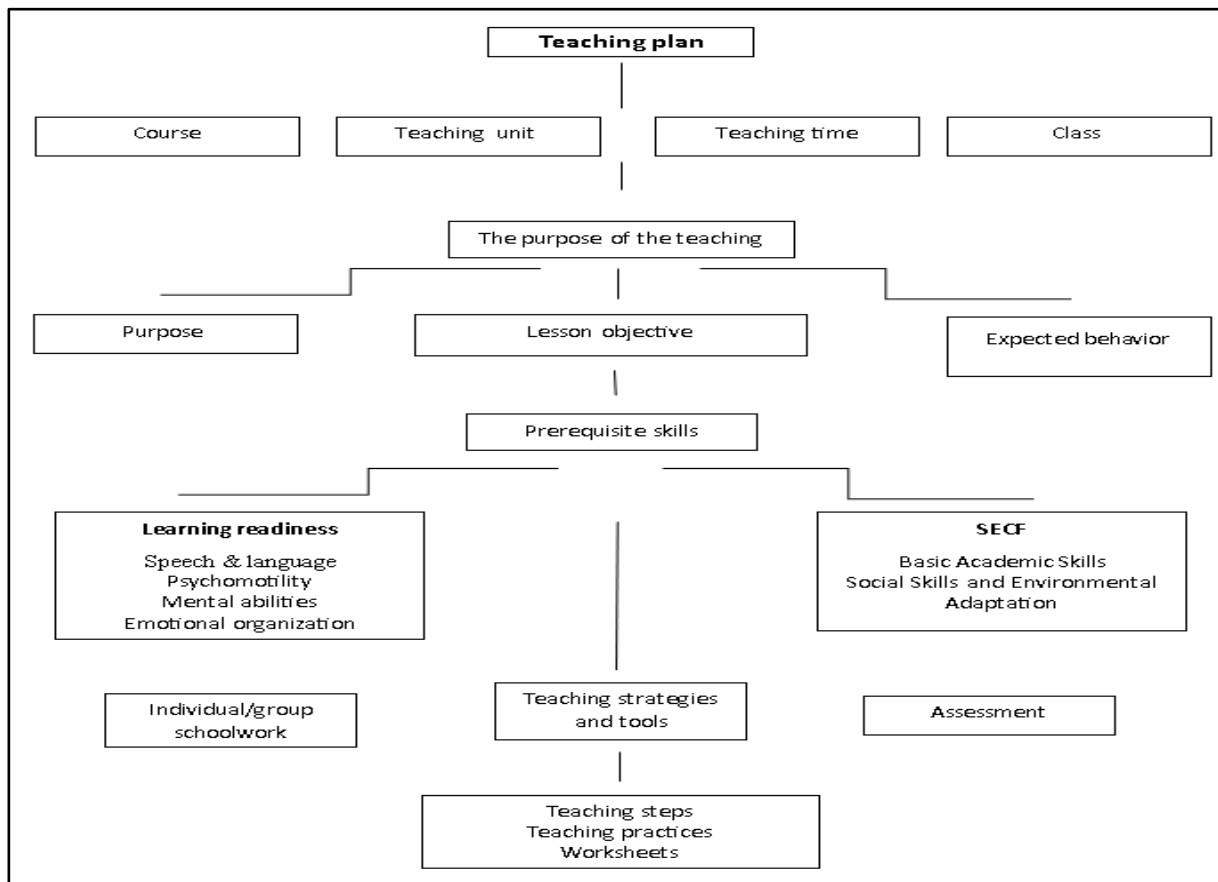 Teaching plan
Course
Teaching unit
Teaching time
Class
The purpose of the teaching
Purpose
Lesson objective
Expected behavior
Prerequisite skills
Learning readiness
Speech & language
Psychomotility
Mental abilities
Emotional organization
SECF
Basic Academic Skills
Social Skills and Environmental
Adaptation
Individual/group
schoolwork
Teaching strategies
and tools
Assessment
Teaching steps
Teaching practices
Worksheets